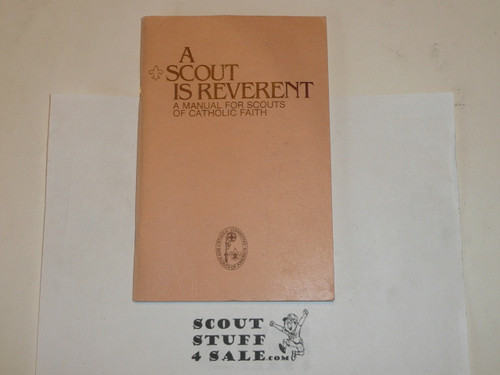 A
SCOUT
IS REVERENT
A MANUAL FOR SCOUTS
OF CATHOLIC FAITH
SCOUT
STUFF
4 SALE.COM